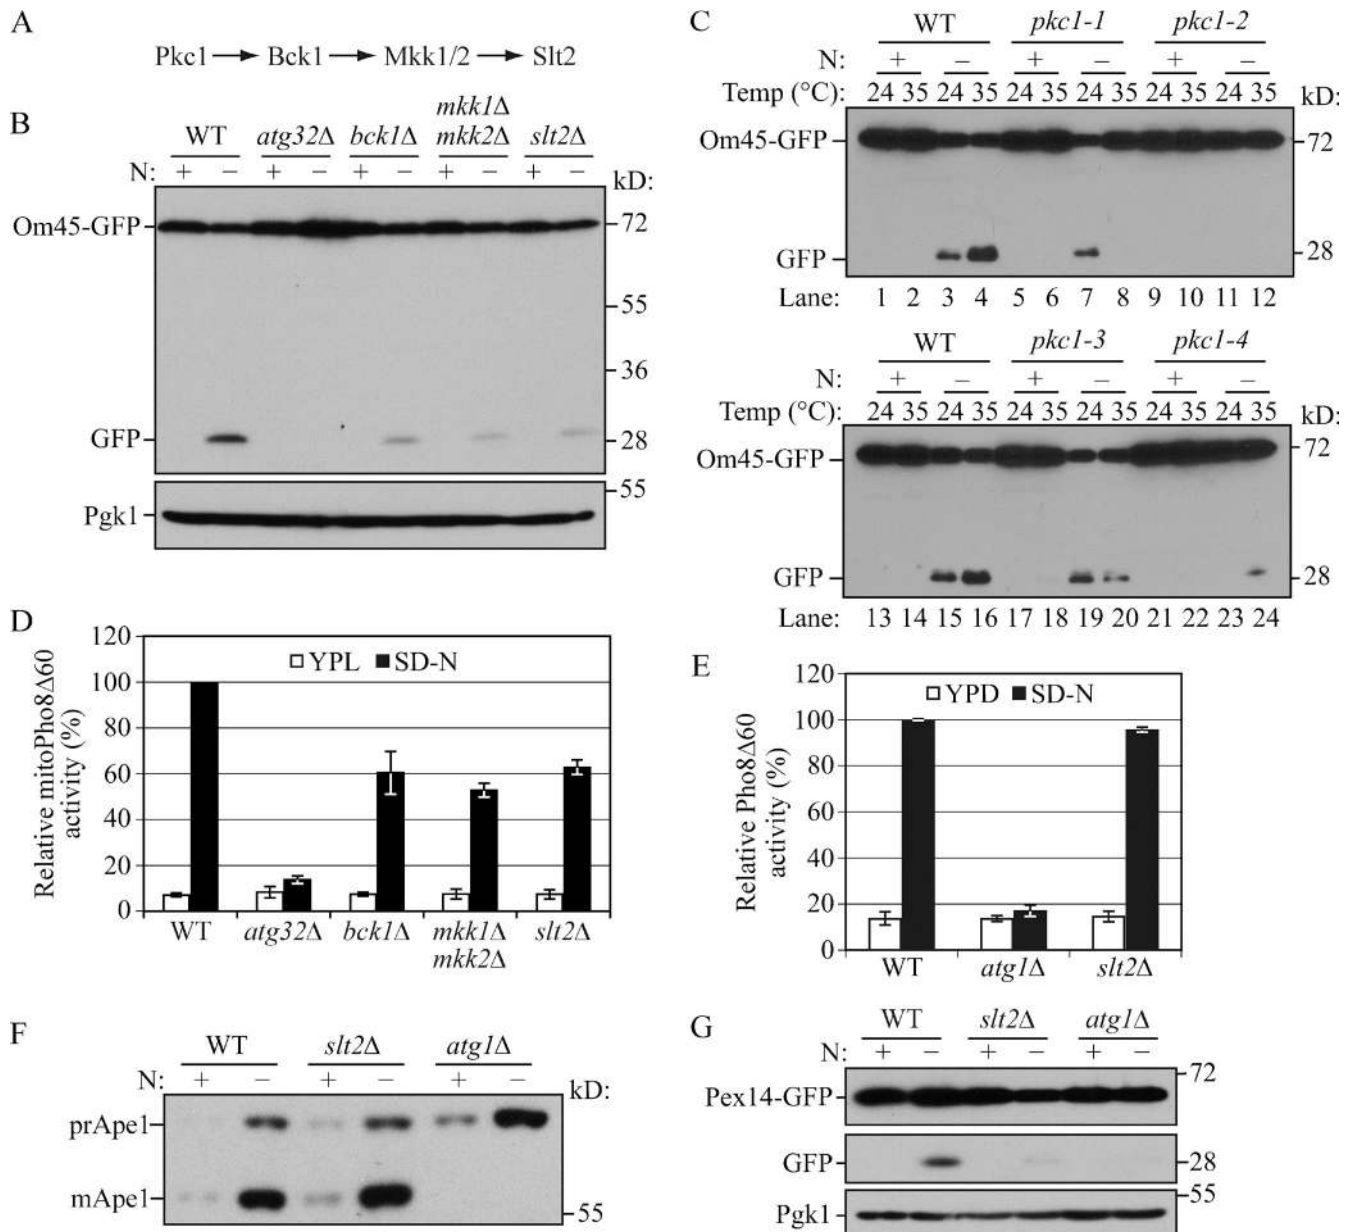 A
Pkc1 → Bck1 → Mkk1/2 → Slt2
B
WT atg32Δ bck1Δ mkk1Δ mkk2Δ slt2Δ
N: + − + − + − + − + − kD:
Om45-GFP 72
55
36
GFP 28
55
Pgk1
C
WT pkc1-1 pkc1-2
N: + − + − + −
Temp (°C): 24 35 24 35 24 35 24 35 24 35 24 35 kD:
Om45-GFP 72
GFP 28
Lane: 1 2 3 4 5 6 7 8 9 10 11 12
WT pkc1-3 pkc1-4
N: + − + − + −
Temp (°C): 24 35 24 35 24 35 24 35 24 35 24 35 kD:
Om45-GFP 72
GFP 28
Lane: 13 14 15 16 17 18 19 20 21 22 23 24
D
Relative mitoPho8Δ60
activity (%)
120
100
80
60
40
20
0
YPL SD-N
WT atg32Δ bck1Δ mkk1Δ slt2Δ
mkk2Δ
E
Relative Pho8Δ60
activity (%)
120
100
80
60
40
20
0
YPD SD-N
WT atg1Δ slt2Δ
F
WT slt2Δ atg1Δ
N: + − + − + − kD:
prApe1
mApe1 55
G
WT slt2Δ atg1Δ
N: + − + − + −
72
Pex14-GFP
GFP 28
55
Pgk1